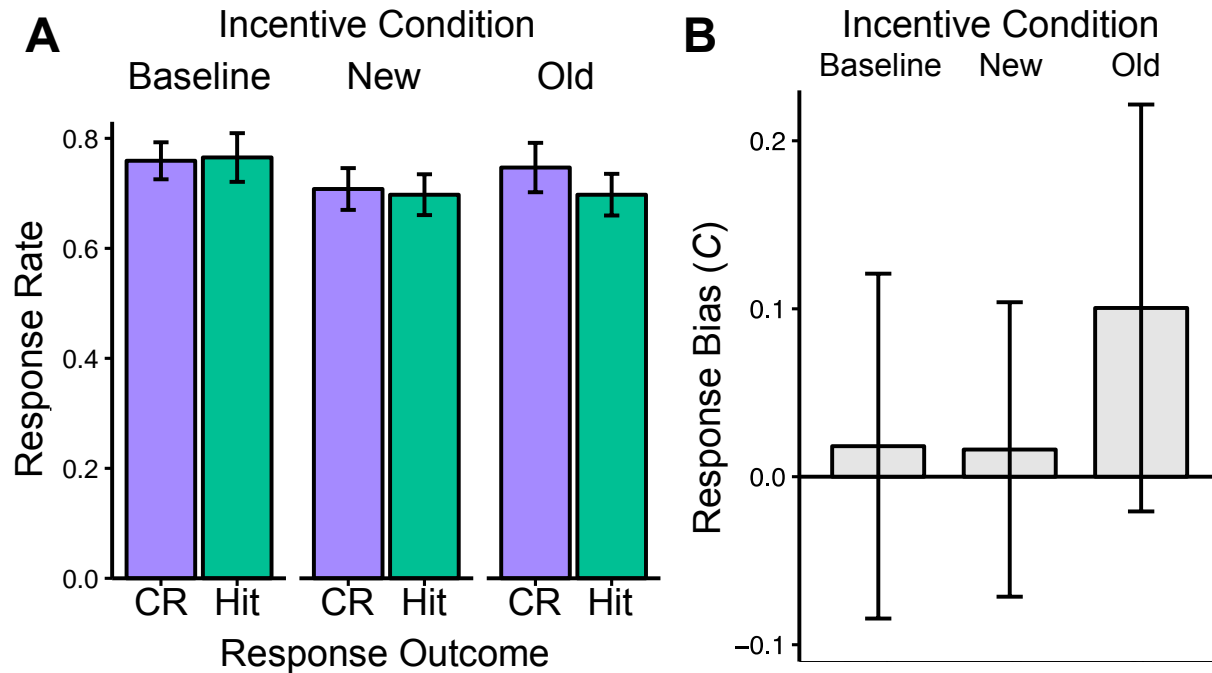 A
Incentive Condition
Baseline New Old
0.8
0.6
0.4
0.2
0.0
Response Rate
CR Hit CR Hit CR Hit
Response Outcome
B
Incentive Condition
Baseline New Old
0.2
0.1
0.0
−0.1
Response Bias (C)